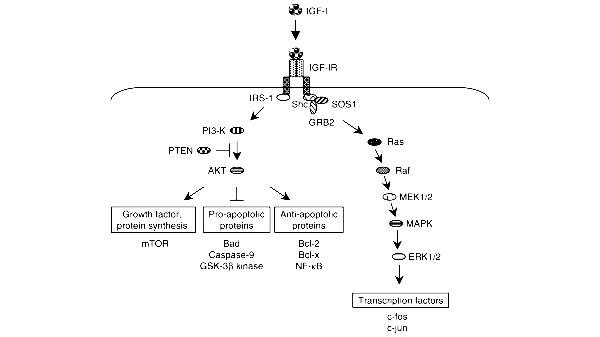 IGF-I
IGF-IR
IRS-1
Shc
SOS1
GRB2
PI3-K
PTEN
AKT
Ras
Raf
MEK1/2
MAPK
ERK1/2
Growth factor,
protein synthesis
mTOR
Pro-apoplolic
proteins
Bad
Caspase-9
GSK-3β kinase
Anti-apoplolic
proteins
Bcl-2
Bcl-x
NF-κB
Transcription factors
c-fos
c-jun